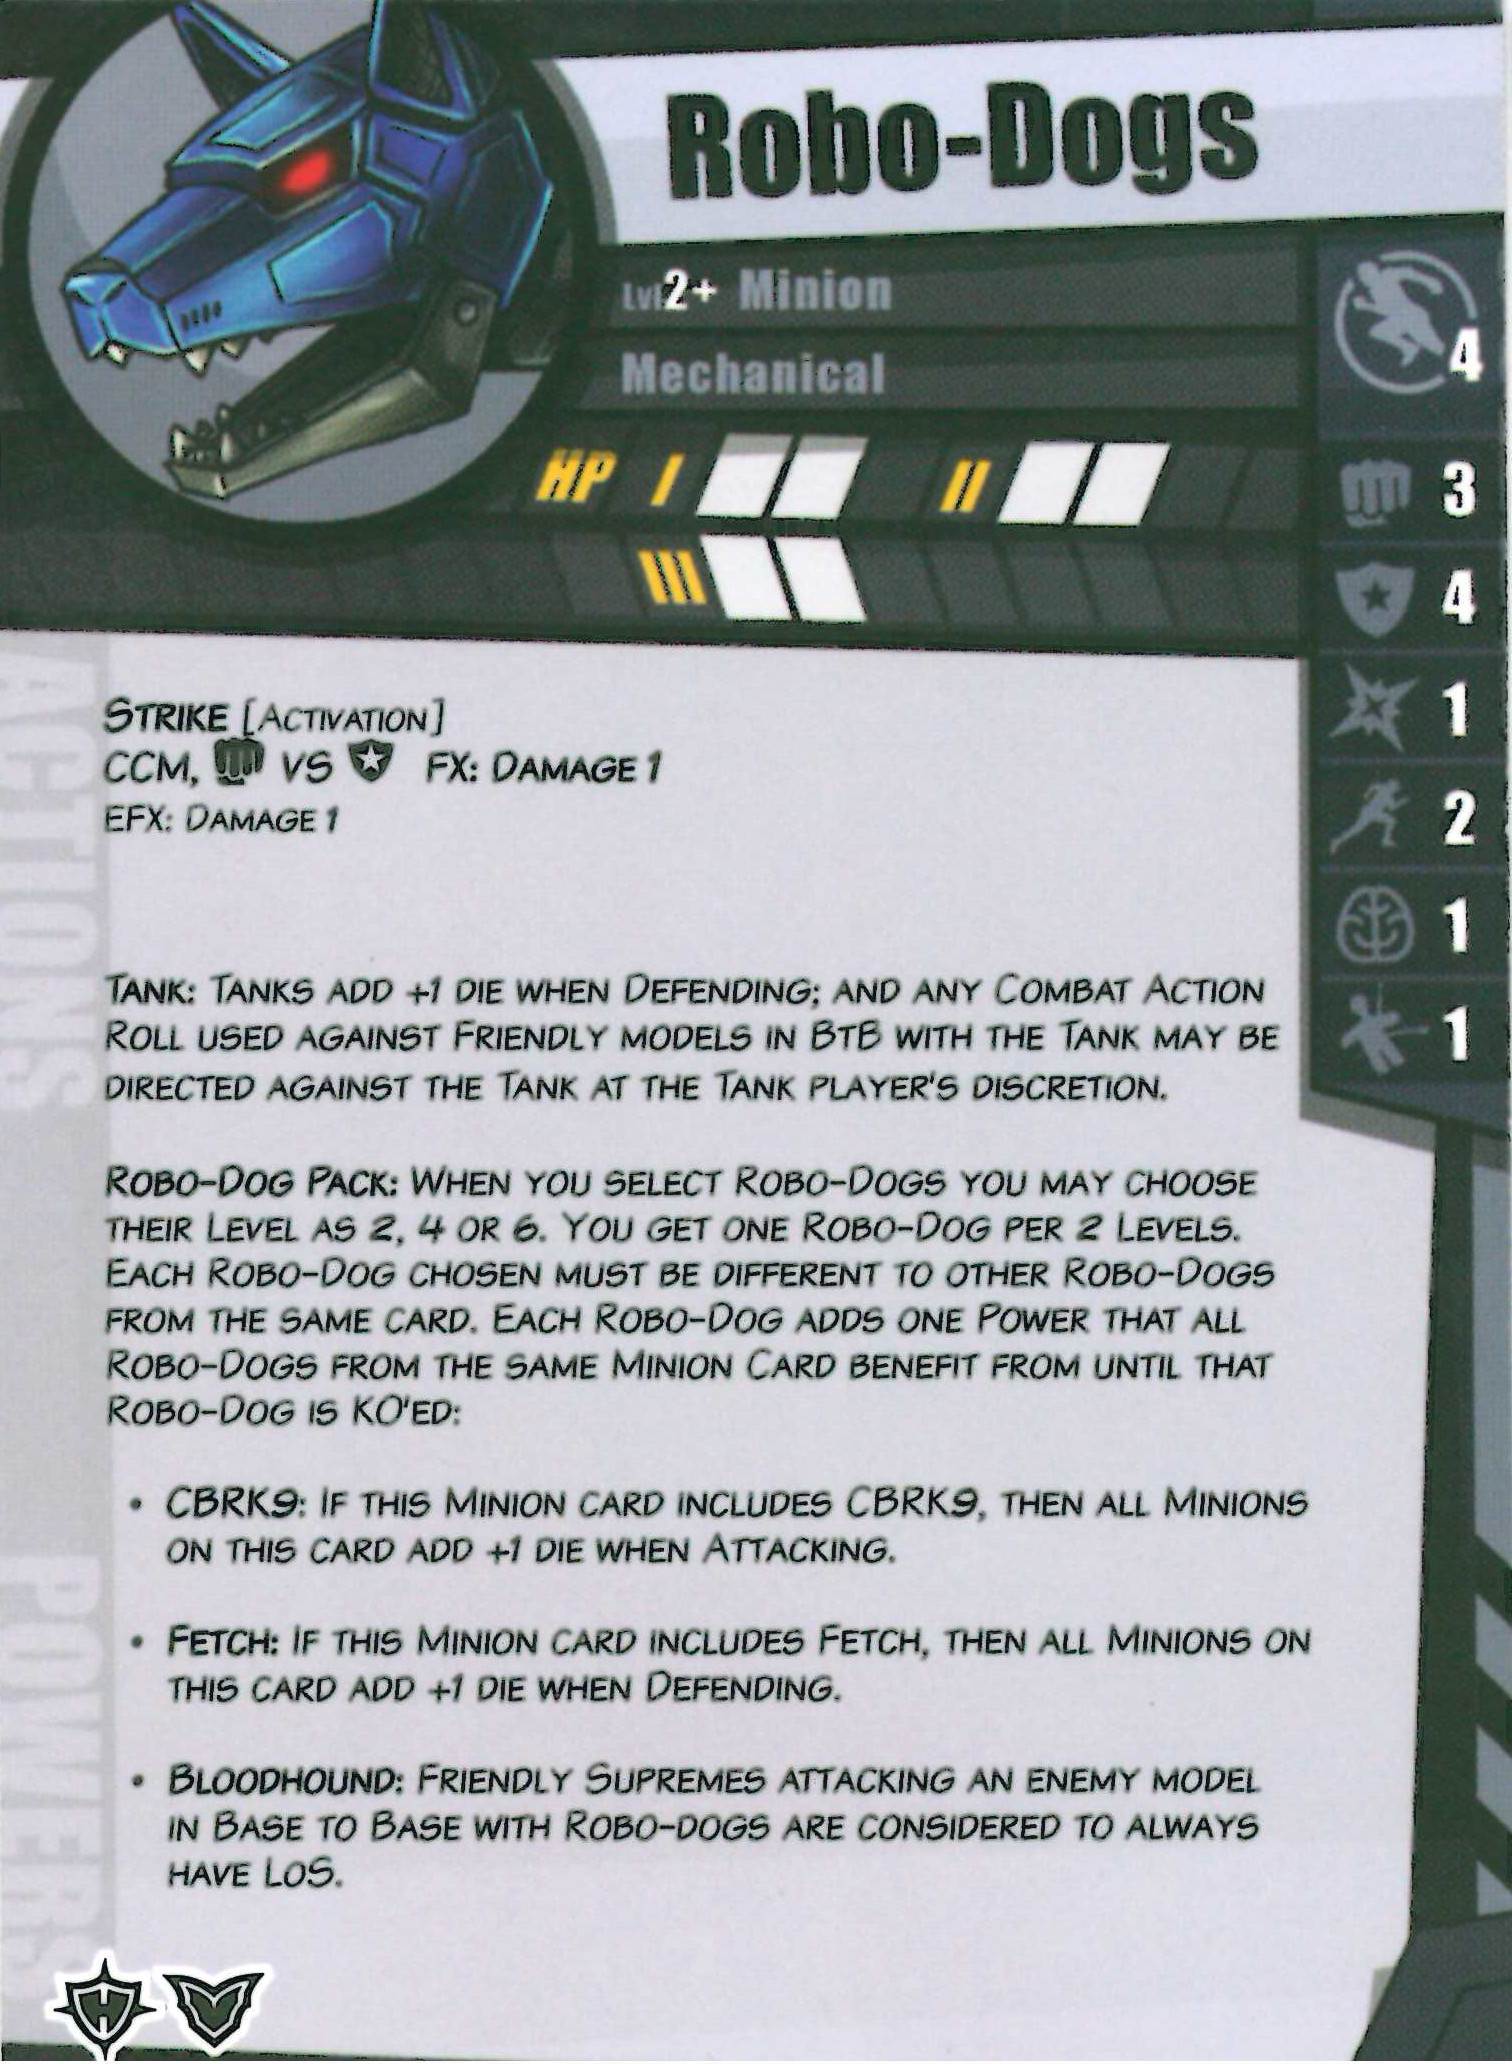 Robo-Dogs
Lvl 2+ Minion
Mechanical
4
HP I II
III
3
4
1
2
1
1
STRIKE [ACTIVATION]
CCM, VS FX: DAMAGE 1
EFX: DAMAGE 1
ACTIONS
TANK: TANKS ADD +1 DIE WHEN DEFENDING; AND ANY COMBAT ACTION
ROLL USED AGAINST FRIENDLY MODELS IN BTB WITH THE TANK MAY BE
DIRECTED AGAINST THE TANK AT THE TANK PLAYER'S DISCRETION.
ROBO-DOG PACK: WHEN YOU SELECT ROBO-DOGS YOU MAY CHOOSE
THEIR LEVEL AS 2, 4 OR 6. YOU GET ONE ROBO-DOG PER 2 LEVELS.
EACH ROBO-DOG CHOSEN MUST BE DIFFERENT TO OTHER ROBO-DOGS
FROM THE SAME CARD. EACH ROBO-DOG ADDS ONE POWER THAT ALL
ROBO-DOGS FROM THE SAME MINION CARD BENEFIT FROM UNTIL THAT
ROBO-DOG IS KO'ED:
• CBRK9: IF THIS MINION CARD INCLUDES CBRK9, THEN ALL MINIONS
ON THIS CARD ADD +1 DIE WHEN ATTACKING.
• FETCH: IF THIS MINION CARD INCLUDES FETCH, THEN ALL MINIONS ON
THIS CARD ADD +1 DIE WHEN DEFENDING.
• BLOODHOUND: FRIENDLY SUPREMES ATTACKING AN ENEMY MODEL
IN BASE TO BASE WITH ROBO-DOGS ARE CONSIDERED TO ALWAYS
HAVE LOS.
POWERS
H V